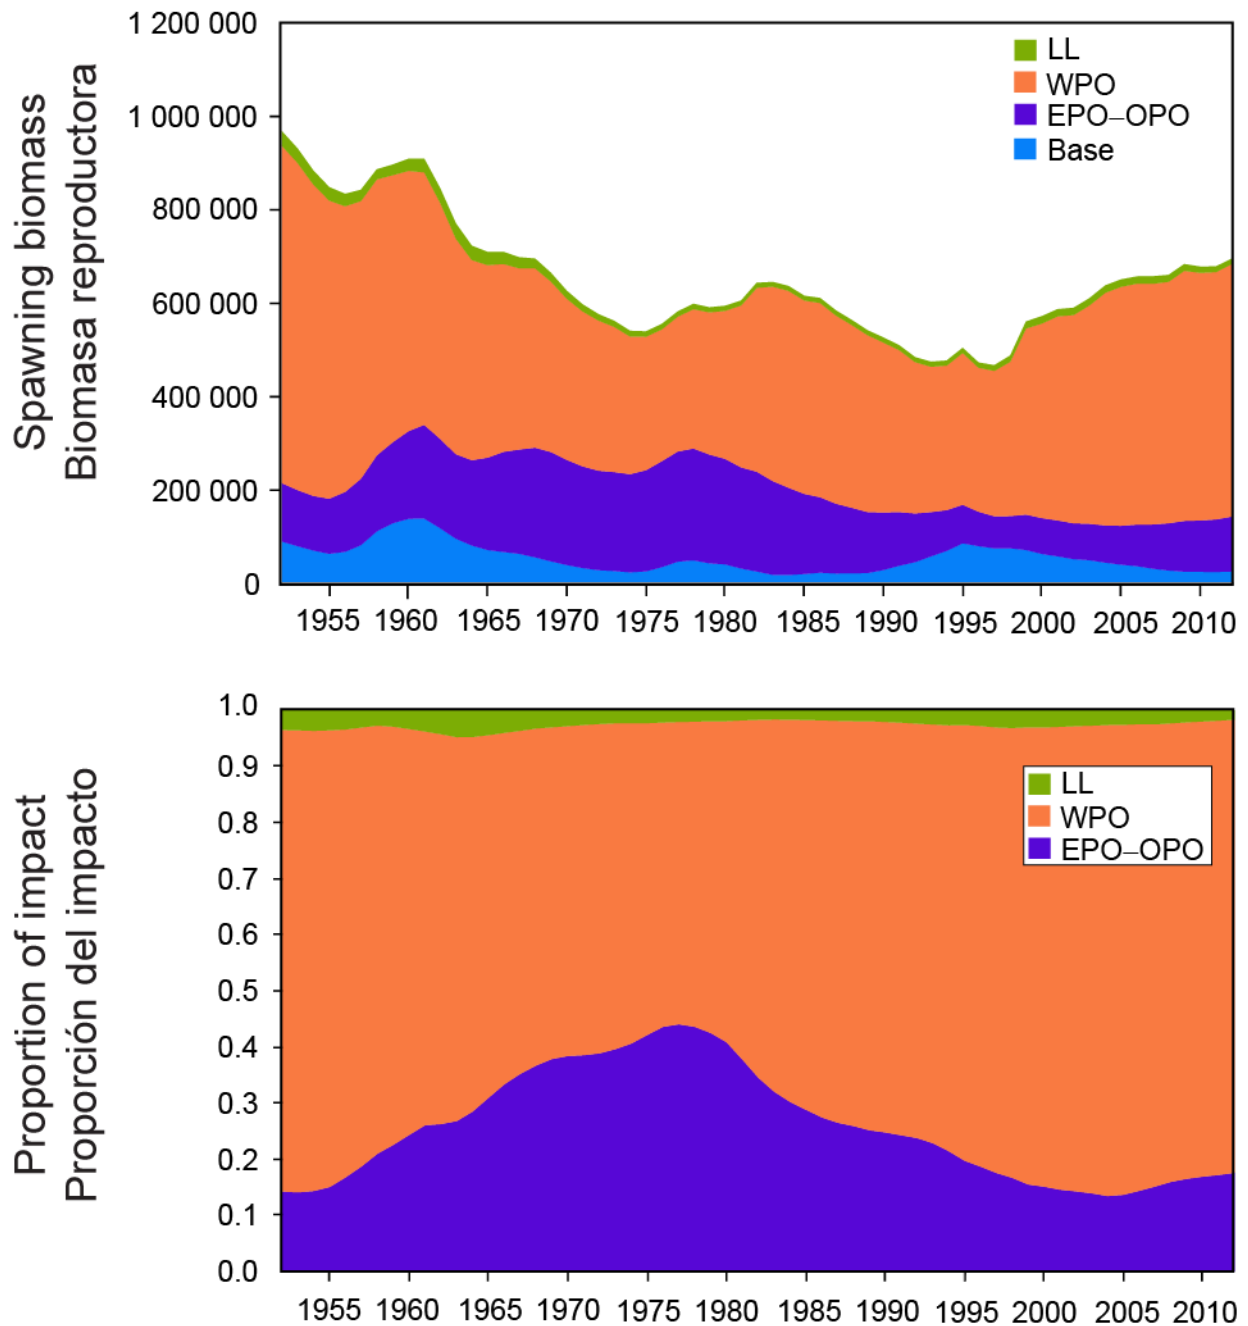 Spawning biomass
Biomasa reproductora
1 200 000
1 000 000
800 000
600 000
400 000
200 000
0
LL
WPO
EPO–OPO
Base
1955 1960 1965 1970 1975 1980 1985 1990 1995 2000 2005 2010
Proportion of impact
Proporción del impacto
1.0
0.9
0.8
0.7
0.6
0.5
0.4
0.3
0.2
0.1
0.0
LL
WPO
EPO–OPO
1955 1960 1965 1970 1975 1980 1985 1990 1995 2000 2005 2010